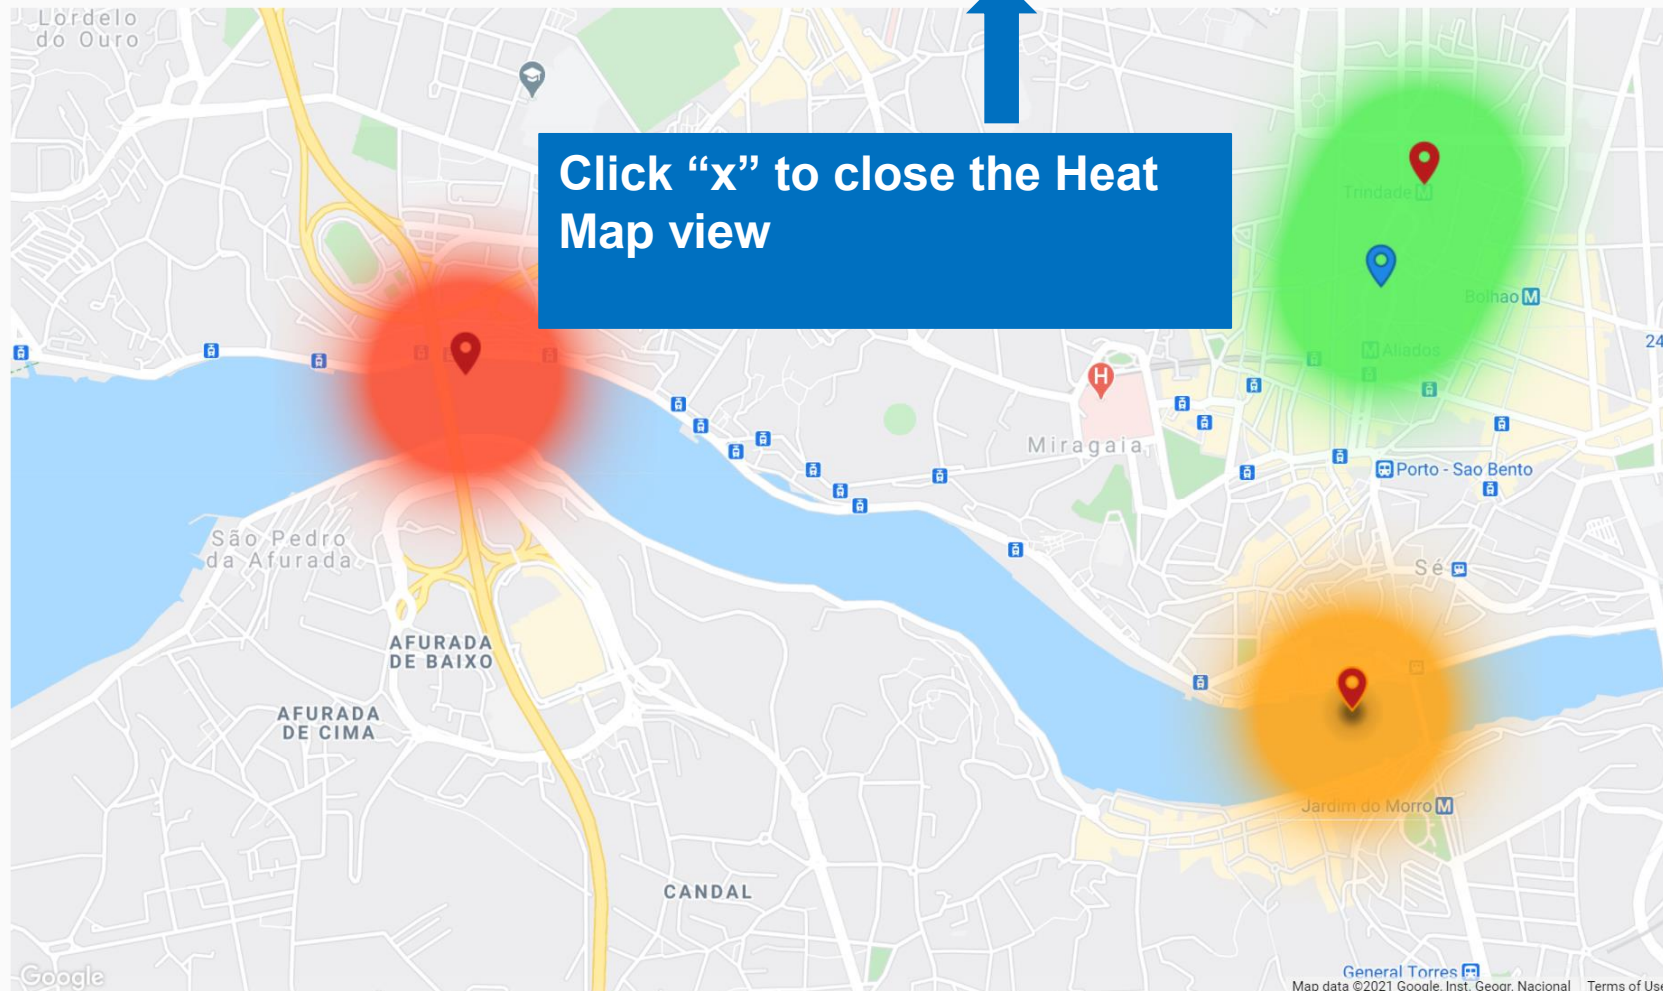 Lordelo
do Ouro
Click “x” to close the Heat
Map view
Trindade M
Bolhao M
M Aliados
24
H
Miragaia
Porto - Sao Bento
São Pedro
da Afurada
Sé
AFURADA
DE BAIXO
AFURADA
DE CIMA
Jardim do Morro M
CANDAL
General Torres
Google
Map data ©2021 Google, Inst. Geogr. Nacional Terms of Use